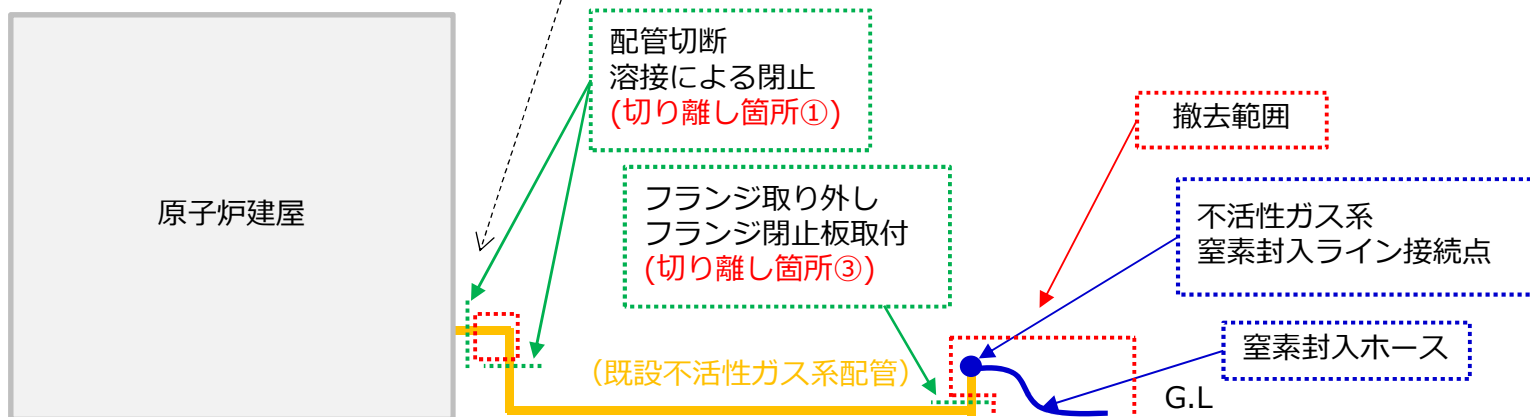 配管切断
溶接による閉止
(切り離し箇所①)
撤去範囲
原子炉建屋
フランジ取り外し
フランジ閉止板取付
(切り離し箇所③)
不活性ガス系
窒素封入ライン接続点
(既設不活性ガス系配管)
窒素封入ホース
G.L